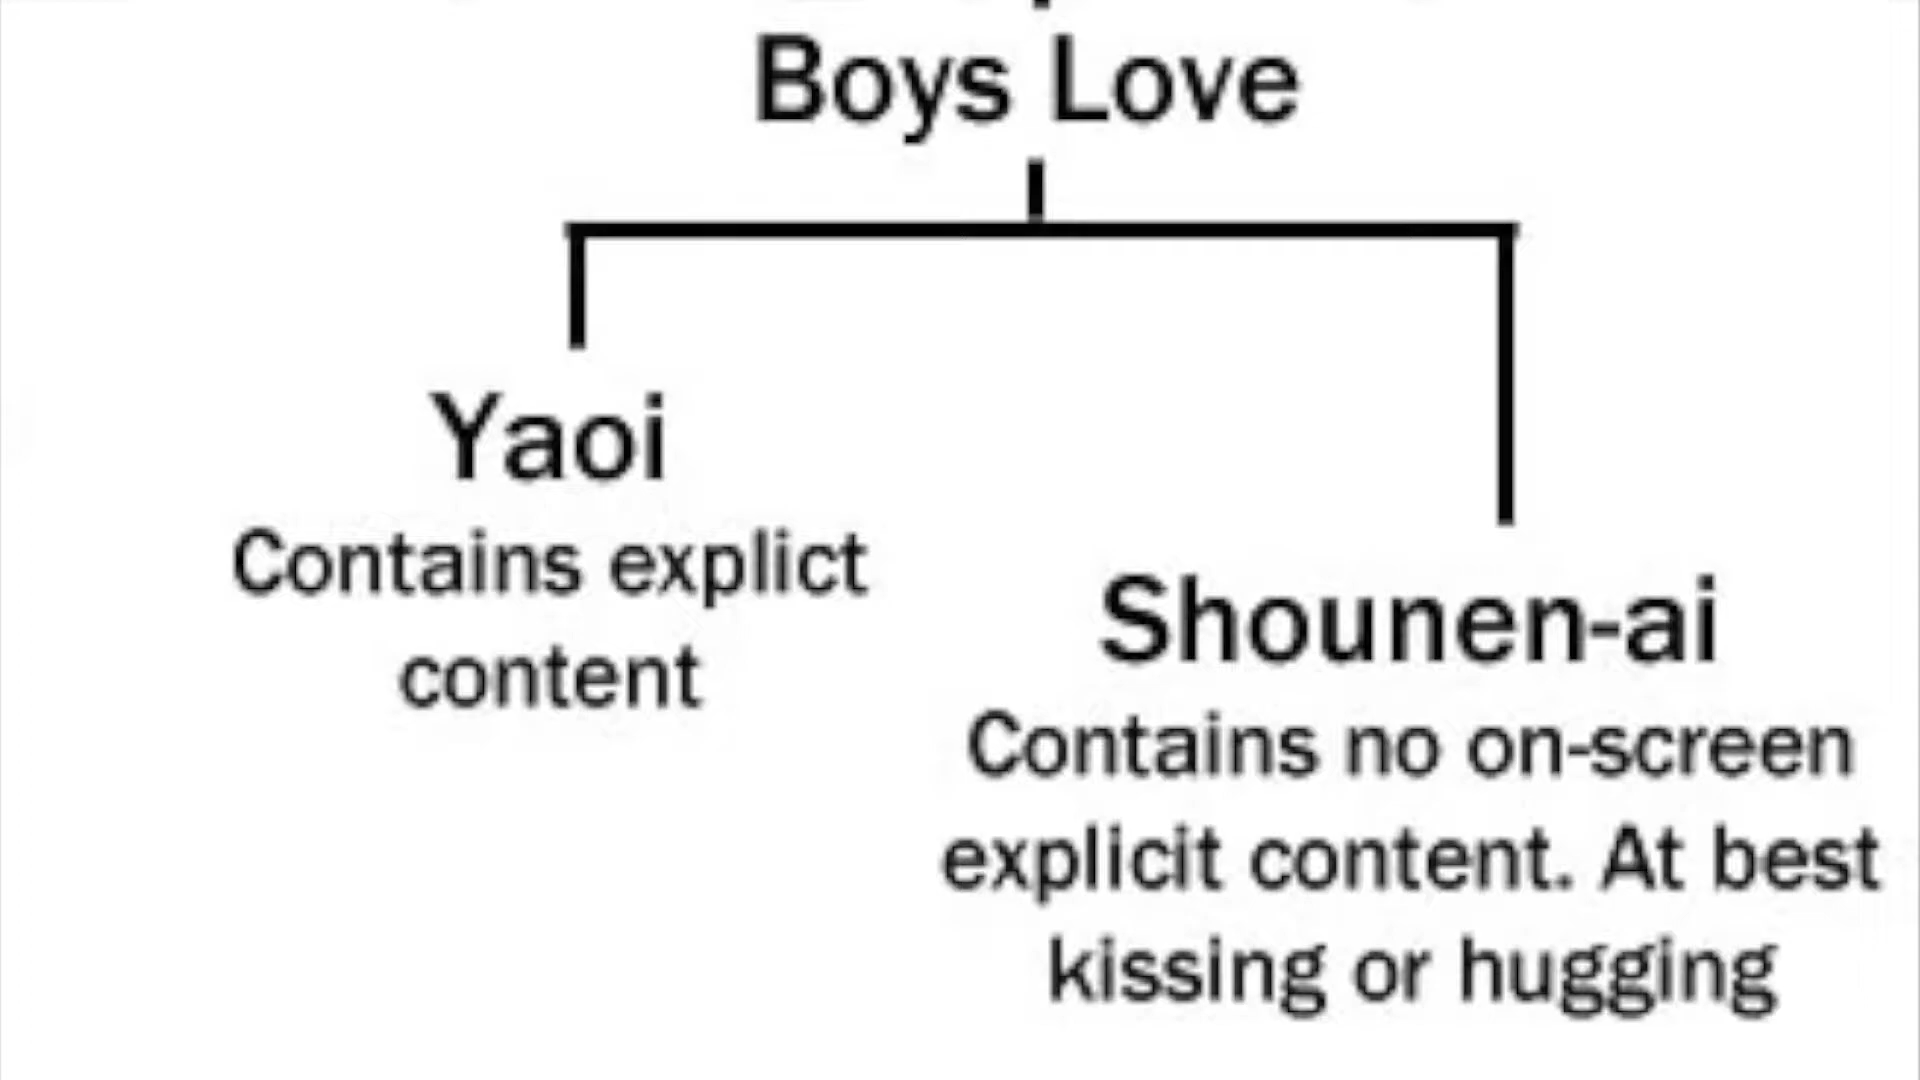 Boys Love
Yaoi
Contains explict
content
Shounen-ai
Contains no on-screen
explicit content. At best
kissing or hugging